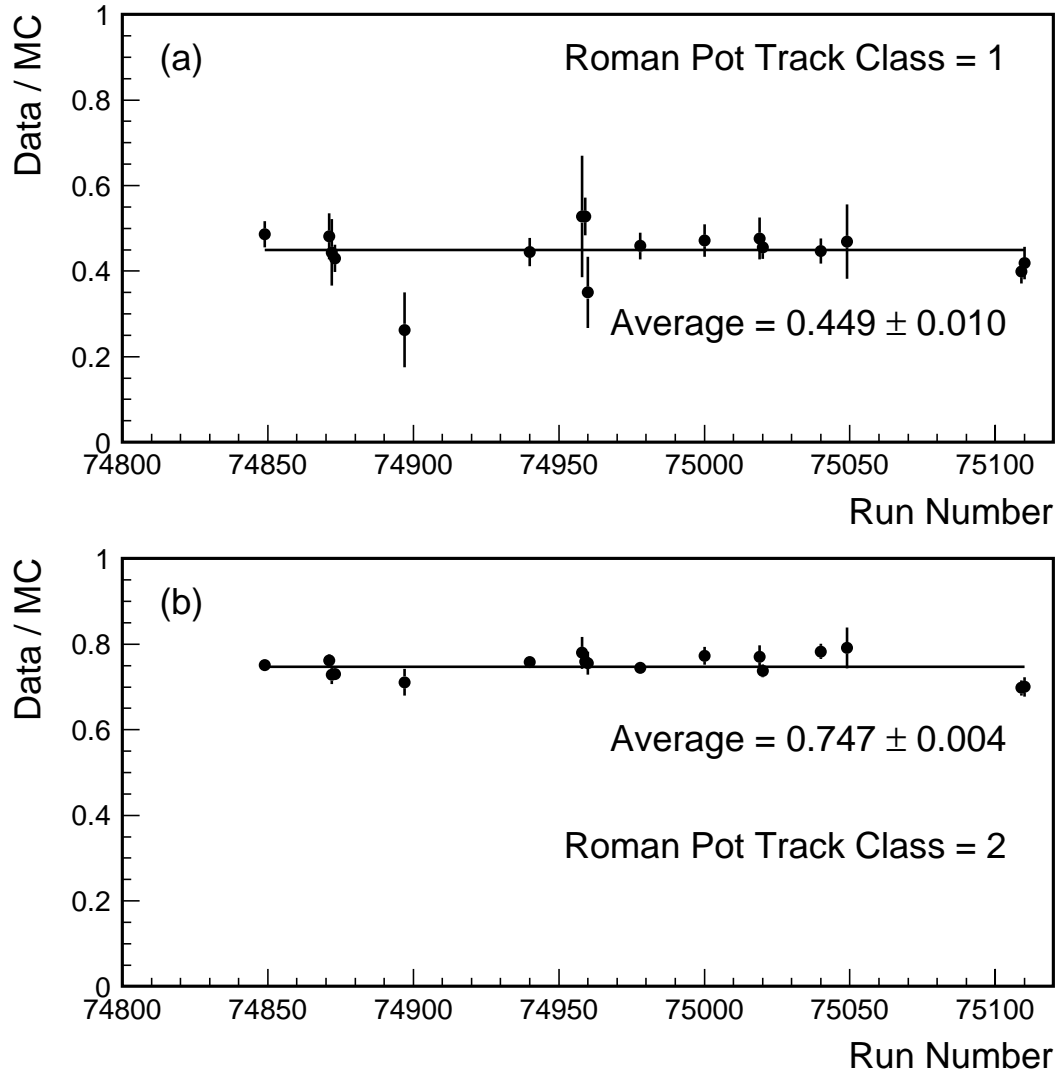 Data / MC
1
(a)
Roman Pot Track Class = 1
0.8
0.6
0.4
Average = 0.449 ± 0.010
0.2
0
74800 74850 74900 74950 75000 75050 75100
Run Number
Data / MC
1
(b)
0.8
0.6
Average = 0.747 ± 0.004
0.4
Roman Pot Track Class = 2
0.2
0
74800 74850 74900 74950 75000 75050 75100
Run Number